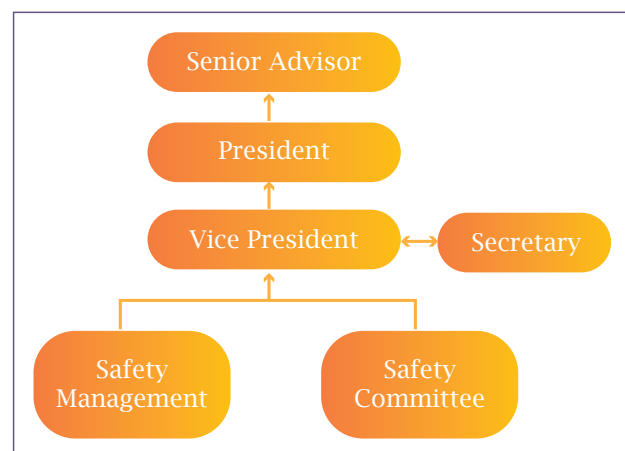 Senior Advisor
President
Vice President
Secretary
Safety
Management
Safety
Committee